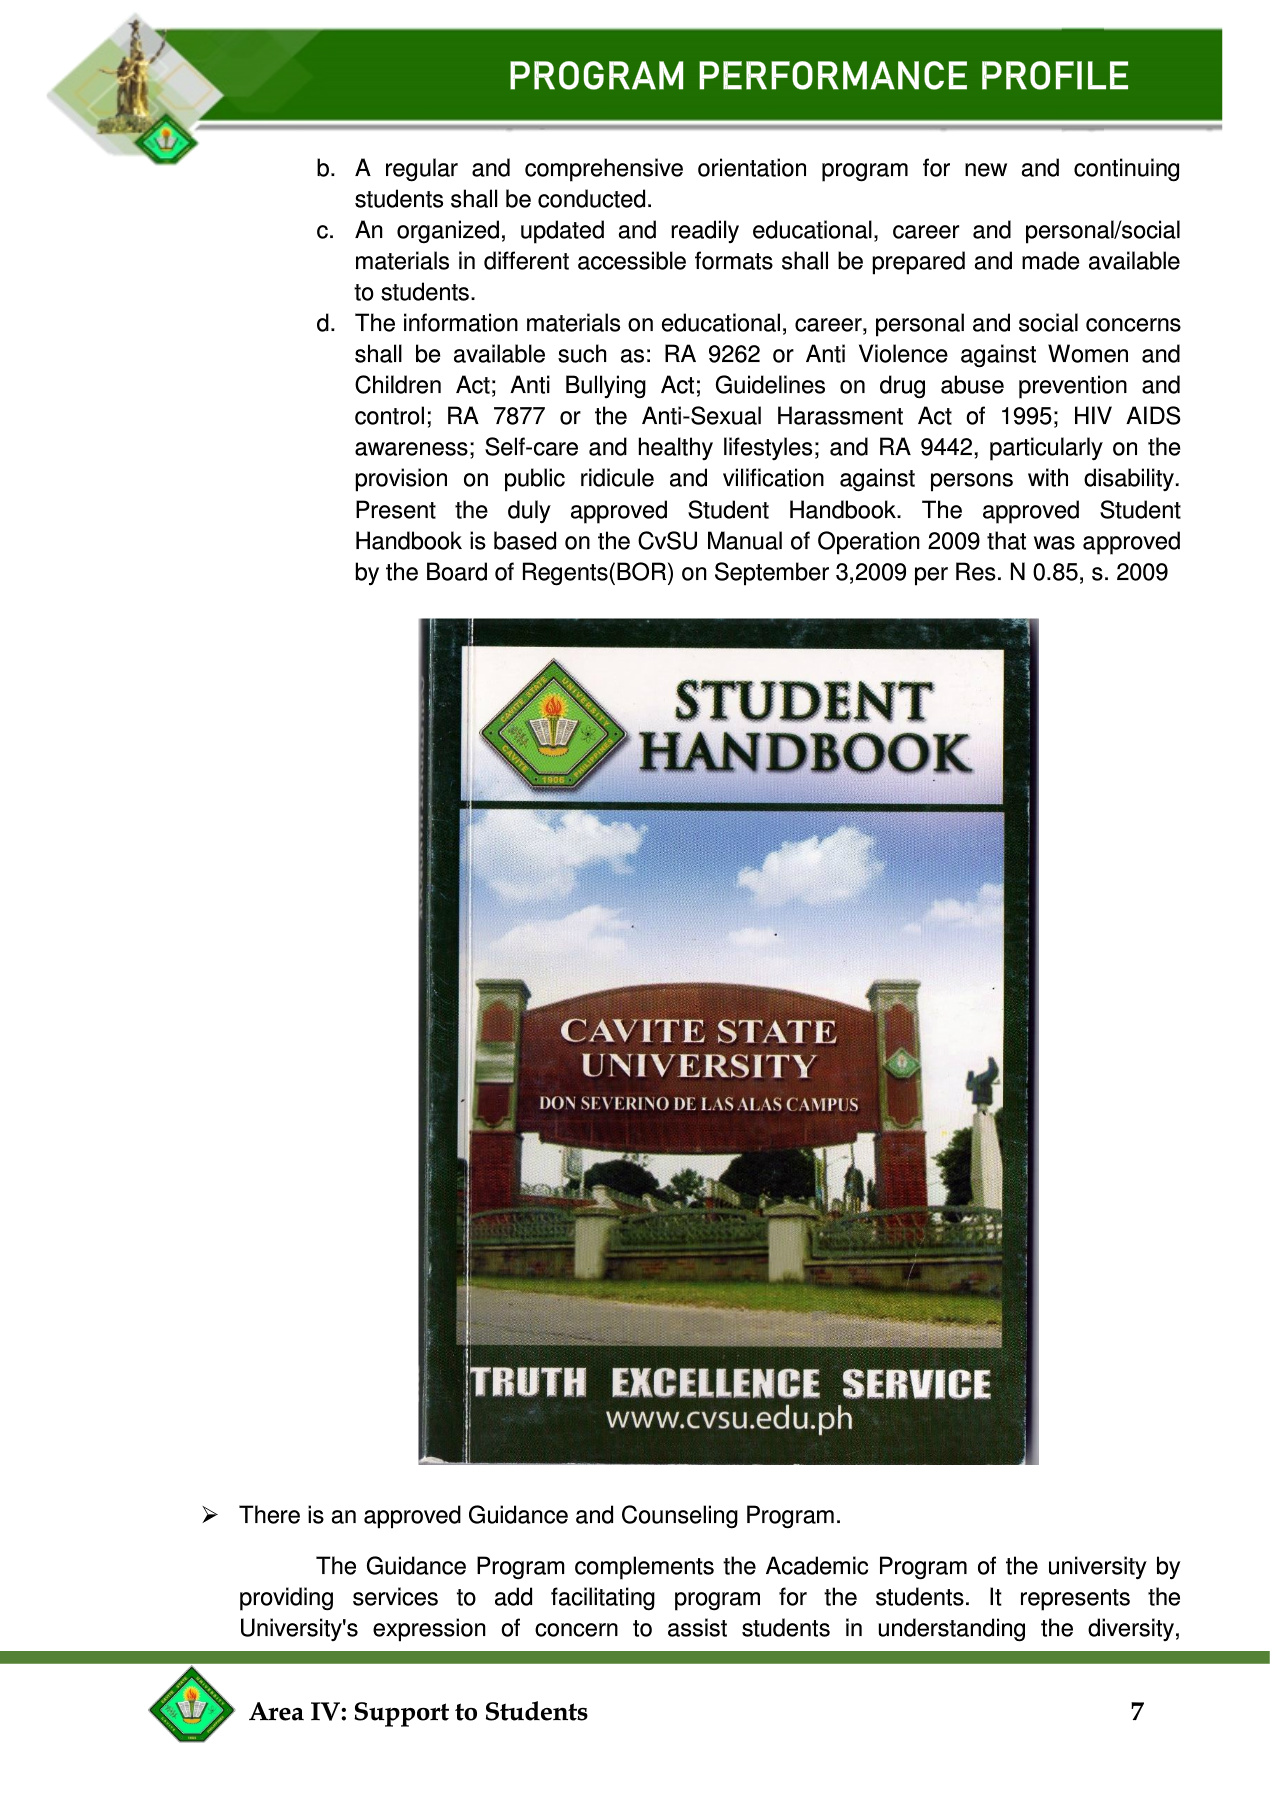 PROGRAM PERFORMANCE PROFILE
b. A regular and comprehensive orientation program for new and continuing
students shall be conducted.
c. An organized, updated and readily educational, career and personal/social
materials in different accessible formats shall be prepared and made available
to students.
d. The information materials on educational, career, personal and social concerns
shall be available such as: RA 9262 or Anti Violence against Women and
Children Act; Anti Bullying Act; Guidelines on drug abuse prevention and
control; RA 7877 or the Anti-Sexual Harassment Act of 1995; HIV AIDS
awareness; Self-care and healthy lifestyles; and RA 9442, particularly on the
provision on public ridicule and vilification against persons with disability.
Present the duly approved Student Handbook. The approved Student
Handbook is based on the CvSU Manual of Operation 2009 that was approved
by the Board of Regents(BOR) on September 3,2009 per Res. N 0.85, s. 2009
CAVITE STATE UNIVERSITY
CAVITE 1906 PHILIPPINES
STUDENT
HANDBOOK
CAVITE STATE
UNIVERSITY
DON SEVERINO DE LAS ALAS CAMPUS
TRUTH EXCELLENCE SERVICE
www.cvsu.edu.ph
➢ There is an approved Guidance and Counseling Program.
The Guidance Program complements the Academic Program of the university by
providing services to add facilitating program for the students. It represents the
University's expression of concern to assist students in understanding the diversity,
Area IV: Support to Students
7